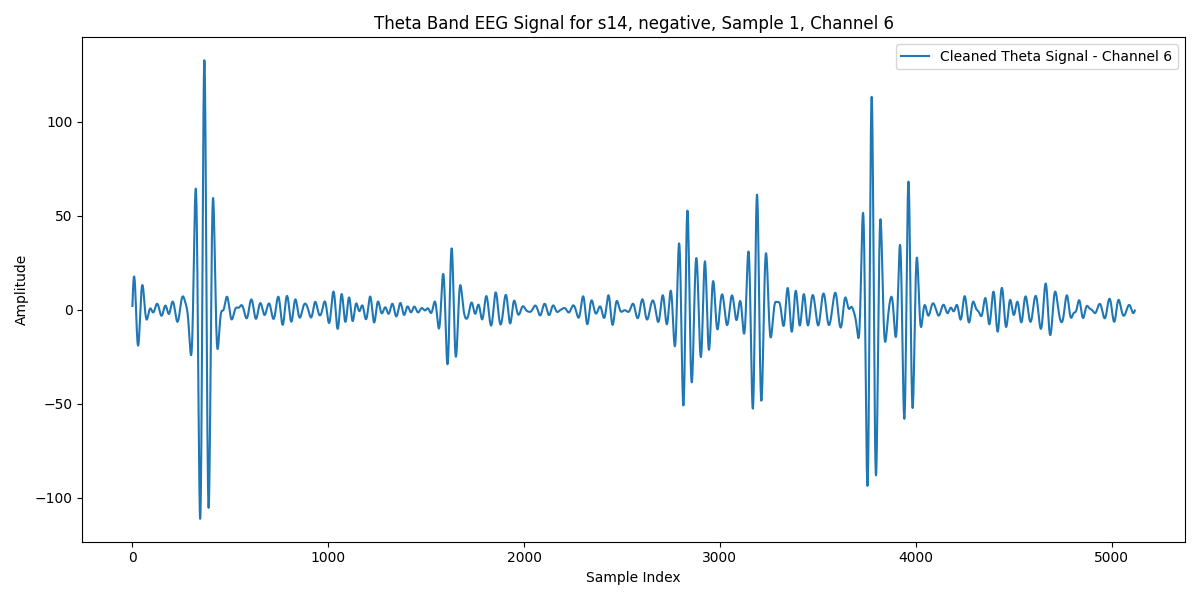 Theta Band EEG Signal for s14, negative, Sample 1, Channel 6
Cleaned Theta Signal - Channel 6
Amplitude
100
50
0
−50
−100
0 1000 2000 3000 4000 5000
Sample Index